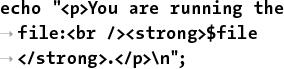 echo "<p>You are running the
→ file:<br /><strong>$file
→ </strong>.</p>\n";